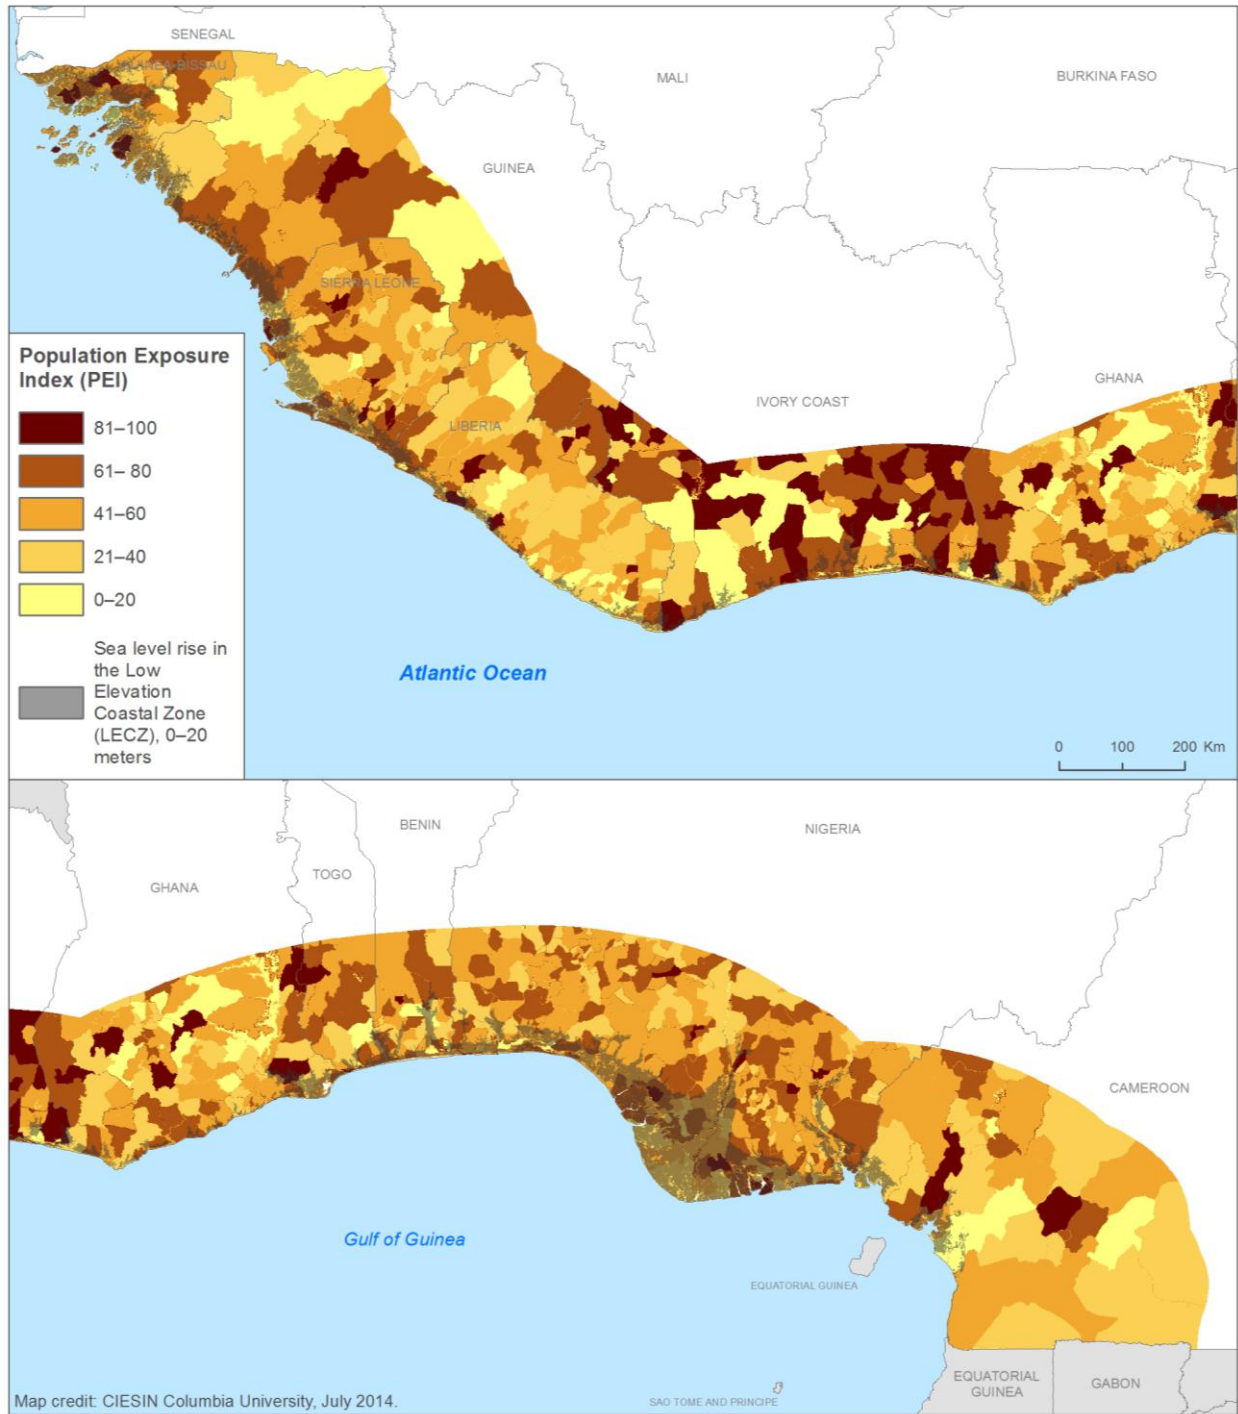 SENEGAL
GUINEA-BISSAU
MALI
BURKINA FASO
GUINEA
SIERRA LEONE
GHANA
IVORY COAST
LIBERIA
Population Exposure
Index (PEI)
81–100
61– 80
41–60
21–40
0–20
Sea level rise in
the Low
Elevation
Coastal Zone
(LECZ), 0–20
meters
Atlantic Ocean
0 100 200 Km
BENIN
NIGERIA
TOGO
GHANA
CAMEROON
Gulf of Guinea
EQUATORIAL GUINEA
EQUATORIAL
GUINEA
GABON
SAO TOME AND PRINCIPE
Map credit: CIESIN Columbia University, July 2014.